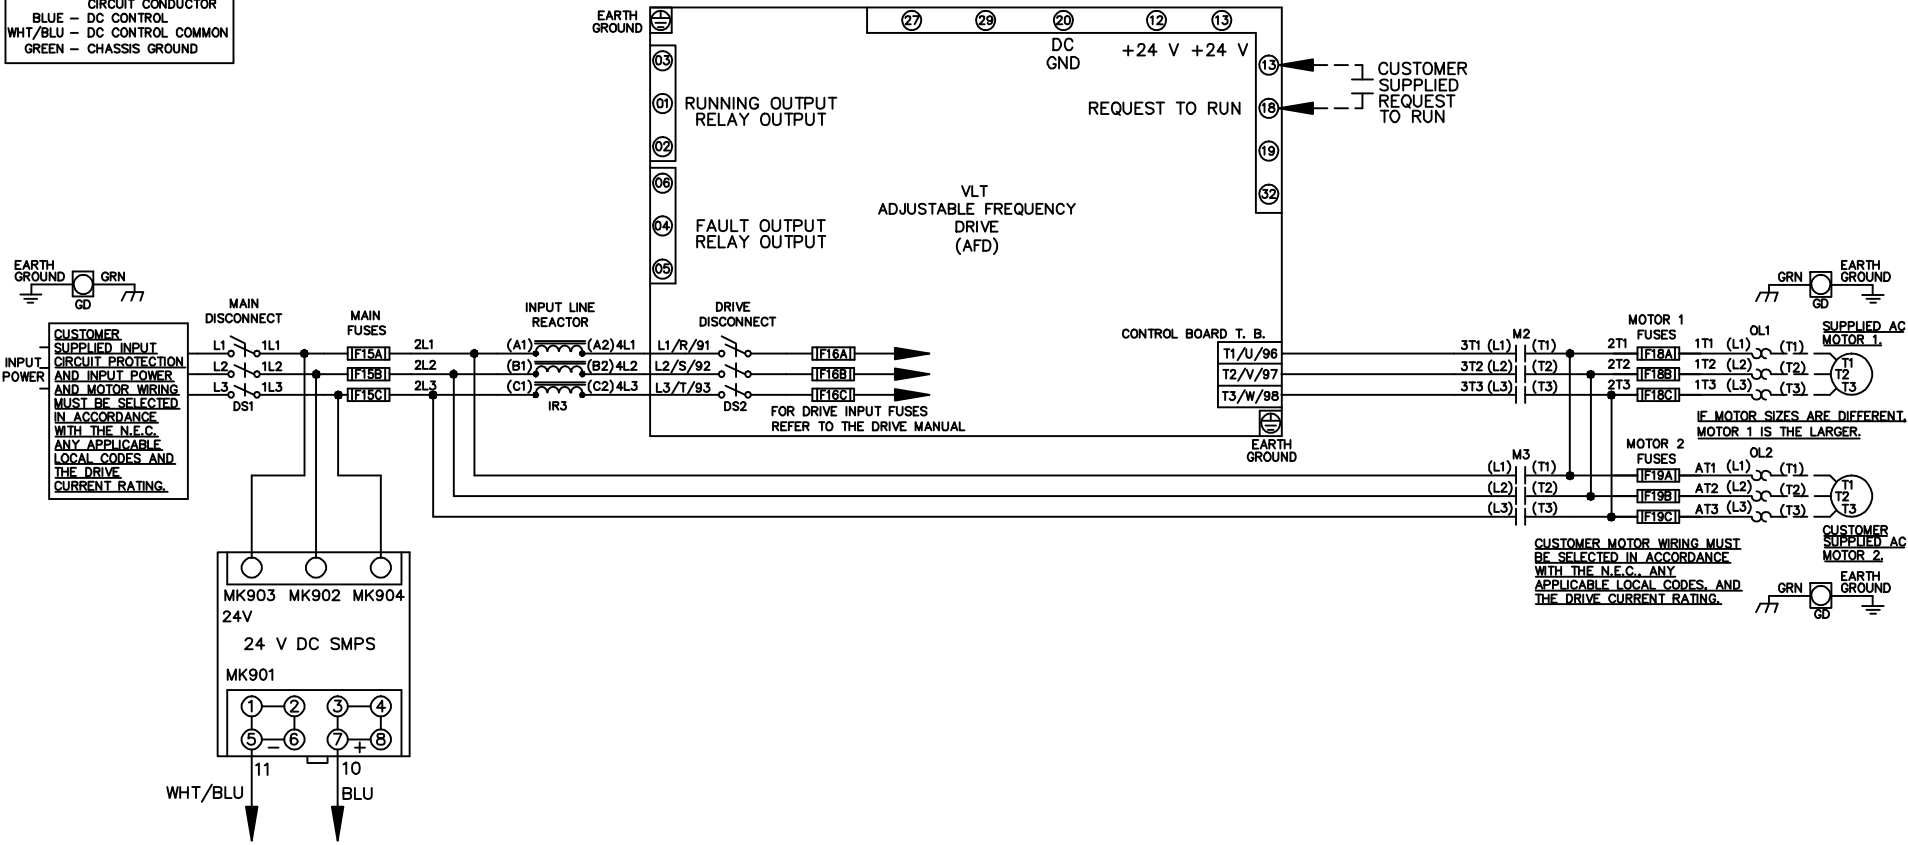 CIRCUIT CONDUCTOR
BLUE – DC CONTROL
WHT/BLU – DC CONTROL COMMON
GREEN – CHASSIS GROUND
EARTH
GROUND
27 29 20 12 13
DC
GND
+24 V +24 V
03
01
02
RUNNING OUTPUT
RELAY OUTPUT
06
04
05
FAULT OUTPUT
RELAY OUTPUT
13
REQUEST TO RUN 18
19
32
CUSTOMER
SUPPLIED
REQUEST
TO RUN
VLT
ADJUSTABLE FREQUENCY
DRIVE
(AFD)
EARTH
GROUND
GRN
GD
INPUT
POWER
CUSTOMER
SUPPLIED INPUT
CIRCUIT PROTECTION
AND INPUT POWER
AND MOTOR WIRING
MUST BE SELECTED
IN ACCORDANCE
WITH THE N.E.C.
ANY APPLICABLE
LOCAL CODES AND
THE DRIVE
CURRENT RATING.
MAIN
DISCONNECT
L1 1L1
L2 1L2
L3 1L3
DS1
MAIN
FUSES
F15A 2L1
F15B 2L2
F15C 2L3
INPUT LINE
REACTOR
(A1) (A2) 4L1
(B1) (B2) 4L2
(C1) (C2) 4L3
IR3
DRIVE
DISCONNECT
L1/R/91
L2/S/92
L3/T/93
DS2
F16A
F16B
F16C
FOR DRIVE INPUT FUSES
REFER TO THE DRIVE MANUAL
CONTROL BOARD T. B.
T1/U/96
T2/V/97
T3/W/98
EARTH
GROUND
M2
3T1 (L1) (T1)
3T2 (L2) (T2)
3T3 (L3) (T3)
MOTOR 1
FUSES
2T1 F18A 1T1
2T2 F18B 1T2
2T3 F18C 1T3
OL1
(L1) (T1)
(L2) (T2)
(L3) (T3)
GRN
GD
EARTH
GROUND
SUPPLIED AC
MOTOR 1.
T1
T2
T3
IF MOTOR SIZES ARE DIFFERENT,
MOTOR 1 IS THE LARGER.
M3
(L1) (T1)
(L2) (T2)
(L3) (T3)
MOTOR 2
FUSES
F19A AT1
F19B AT2
F19C AT3
OL2
(L1) (T1)
(L2) (T2)
(L3) (T3)
T1
T2
T3
CUSTOMER
SUPPLIED AC
MOTOR 2.
CUSTOMER MOTOR WIRING MUST
BE SELECTED IN ACCORDANCE
WITH THE N.E.C., ANY
APPLICABLE LOCAL CODES, AND
THE DRIVE CURRENT RATING.
GRN
GD
EARTH
GROUND
MK903 MK902 MK904
24V
24 V DC SMPS
MK901
1 2 3 4
5 – 6 7 + 8
11 10
WHT/BLU BLU